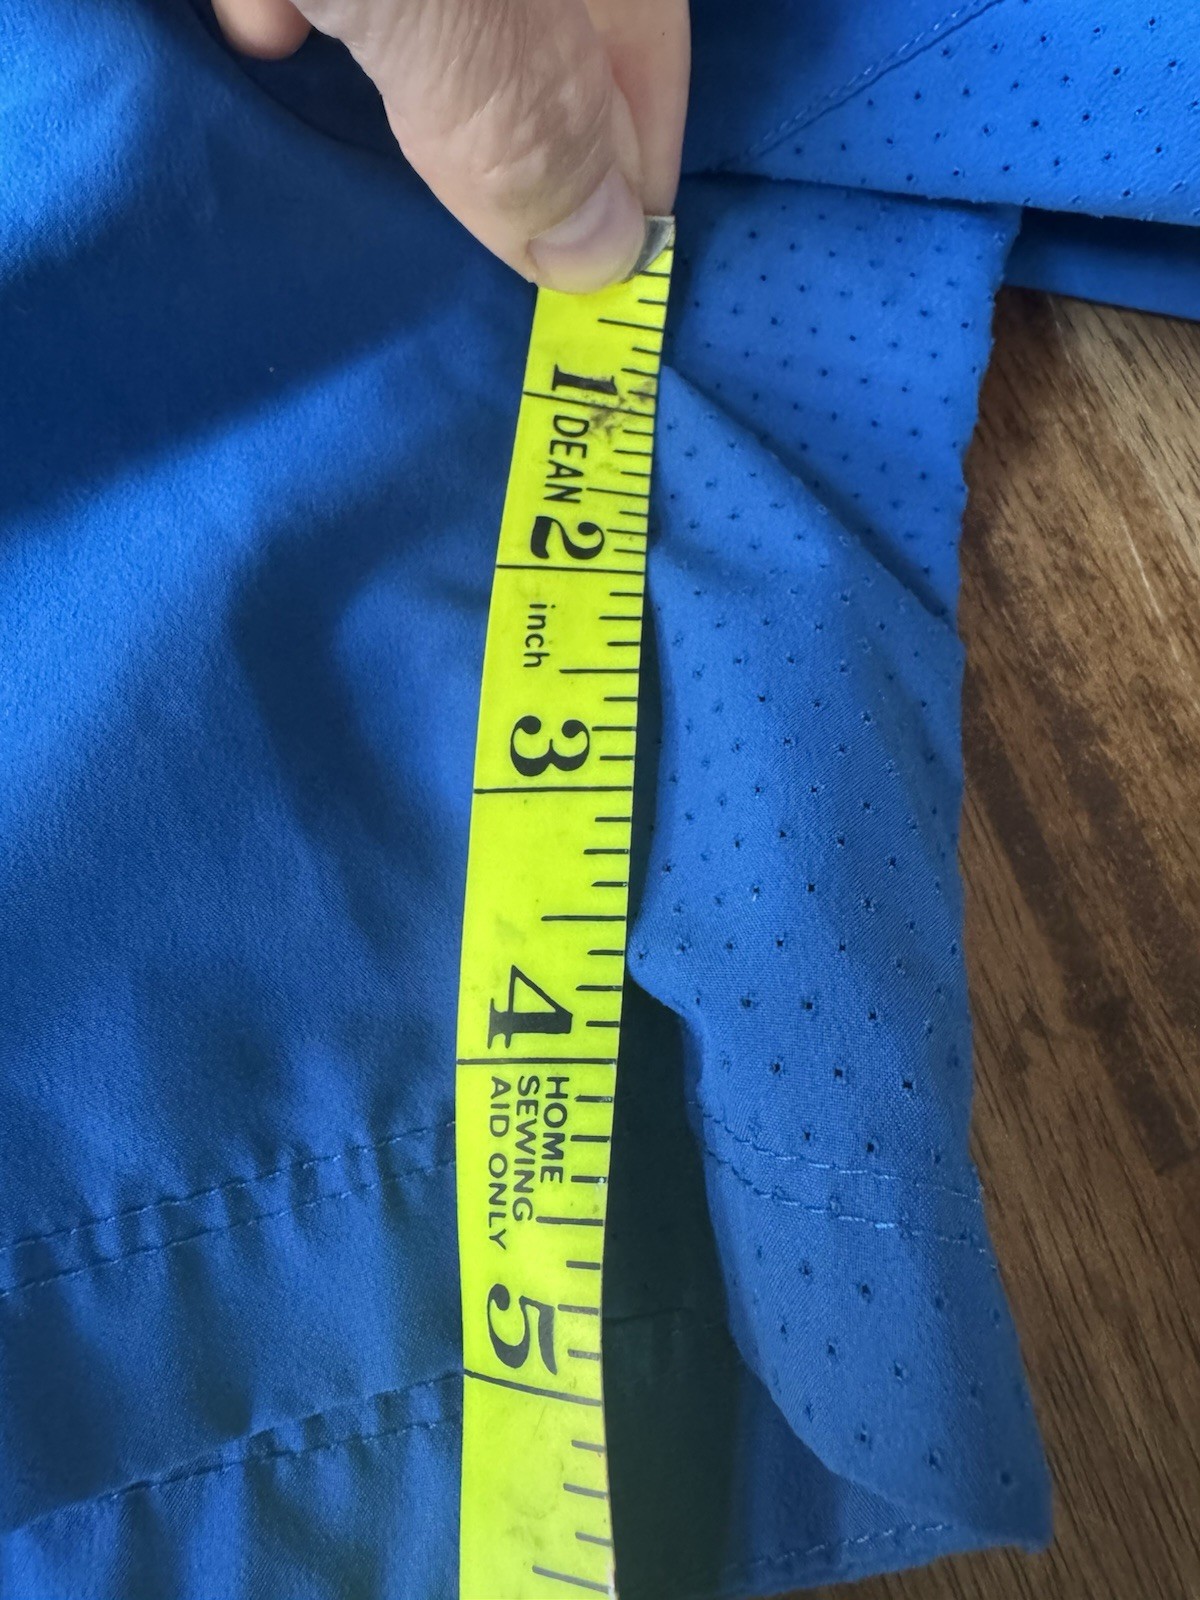 1
DEAN
2
inch
3
4
HOME
SEWING
AID ONLY
5